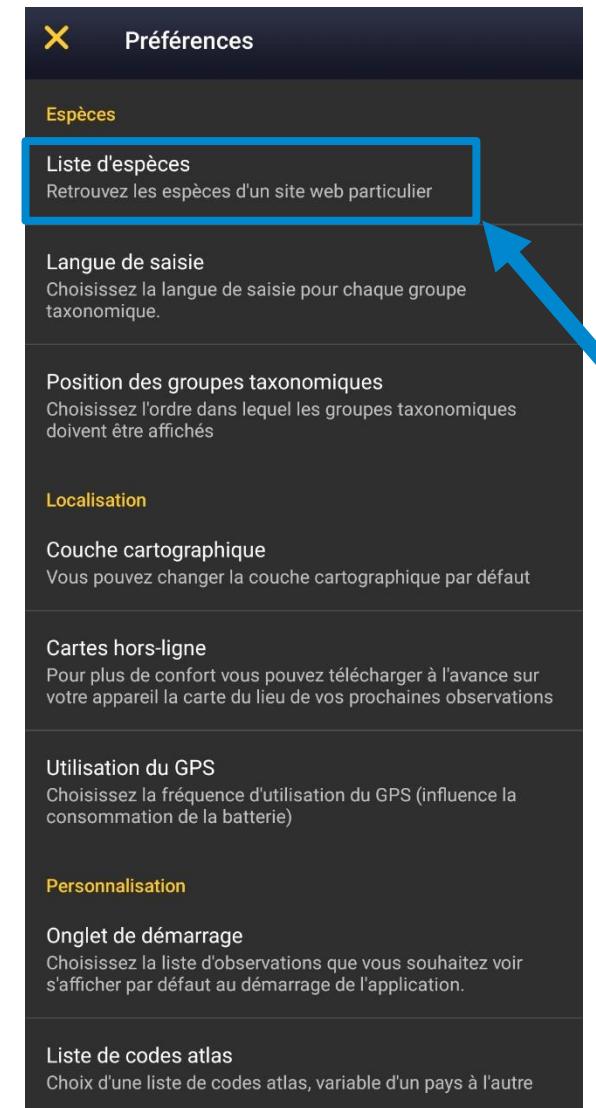 Préférences
Espèces
Liste d'espèces
Retrouvez les espèces d'un site web particulier
Langue de saisie
Choisissez la langue de saisie pour chaque groupe
taxonomique.
Position des groupes taxonomiques
Choisissez l'ordre dans lequel les groupes taxonomiques
doivent être affichés
Localisation
Couche cartographique
Vous pouvez changer la couche cartographique par défaut
Cartes hors-ligne
Pour plus de confort vous pouvez télécharger à l'avance sur
votre appareil la carte du lieu de vos prochaines observations
Utilisation du GPS
Choisissez la fréquence d'utilisation du GPS (influence la
consommation de la batterie)
Personnalisation
Onglet de démarrage
Choisissez la liste d'observations que vous souhaitez voir
s'afficher par défaut au démarrage de l'application.
Liste de codes atlas
Choix d'une liste de codes atlas, variable d'un pays à l'autre